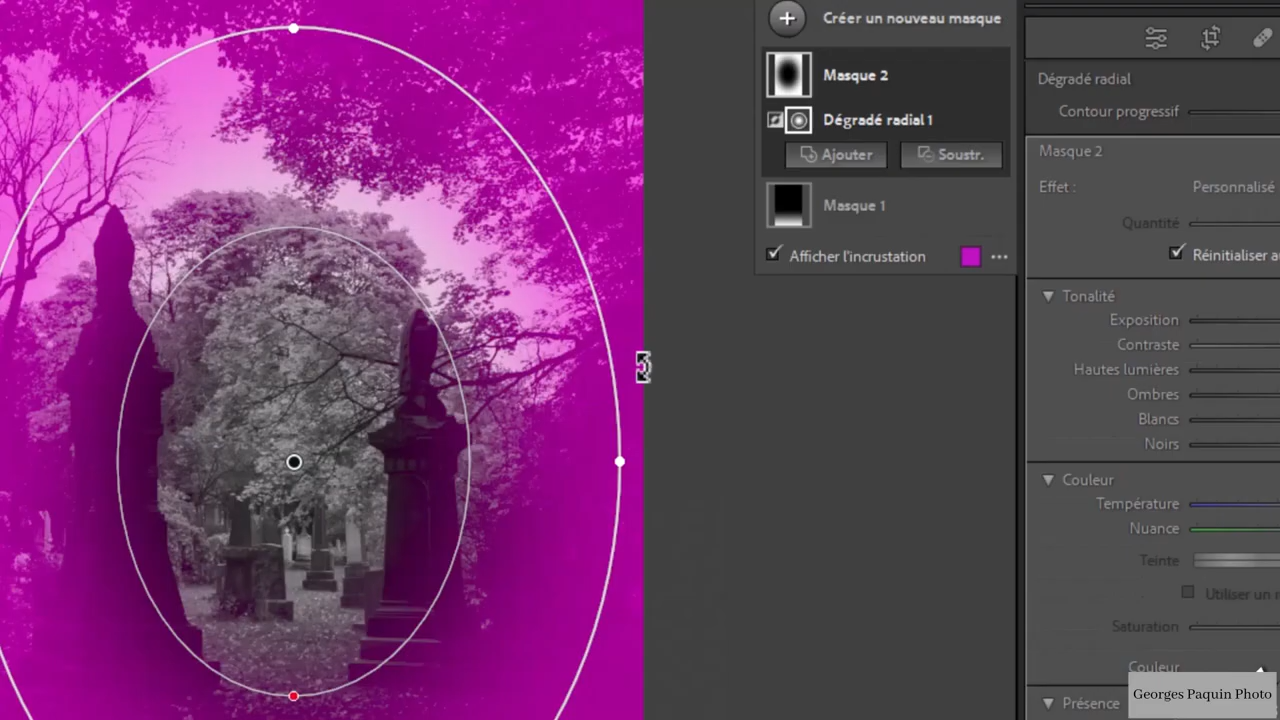 Créer un nouveau masque
Masque 2
Dégradé radial 1
Ajouter
Soustr.
Masque 1
Afficher l'incrustation
Dégradé radial
Contour progressif
Masque 2
Effet :
Personnalisé
Quantité
Réinitialiser
Tonalité
Exposition
Contraste
Hautes lumières
Ombres
Blancs
Noirs
Couleur
Température
Nuance
Teinte
Utiliser un
Saturation
Couleur
Présence
Georges Paquin Photo